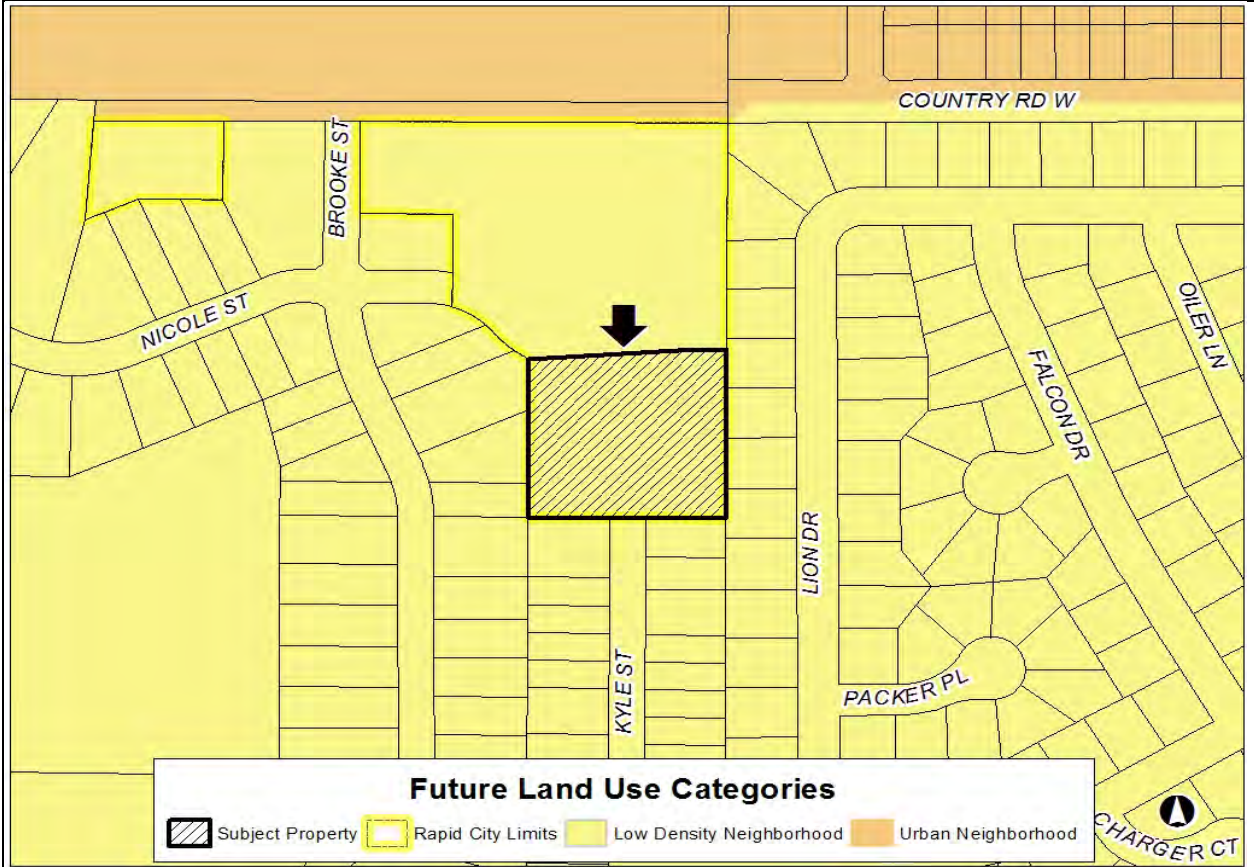 COUNTRY RD W
BROOKE ST
NICOLE ST
OILER LN
FALCON DR
LION DR
KYLE ST
PACKER PL
Future Land Use Categories
Subject Property Rapid City Limits Low Density Neighborhood Urban Neighborhood
CHARGER CT